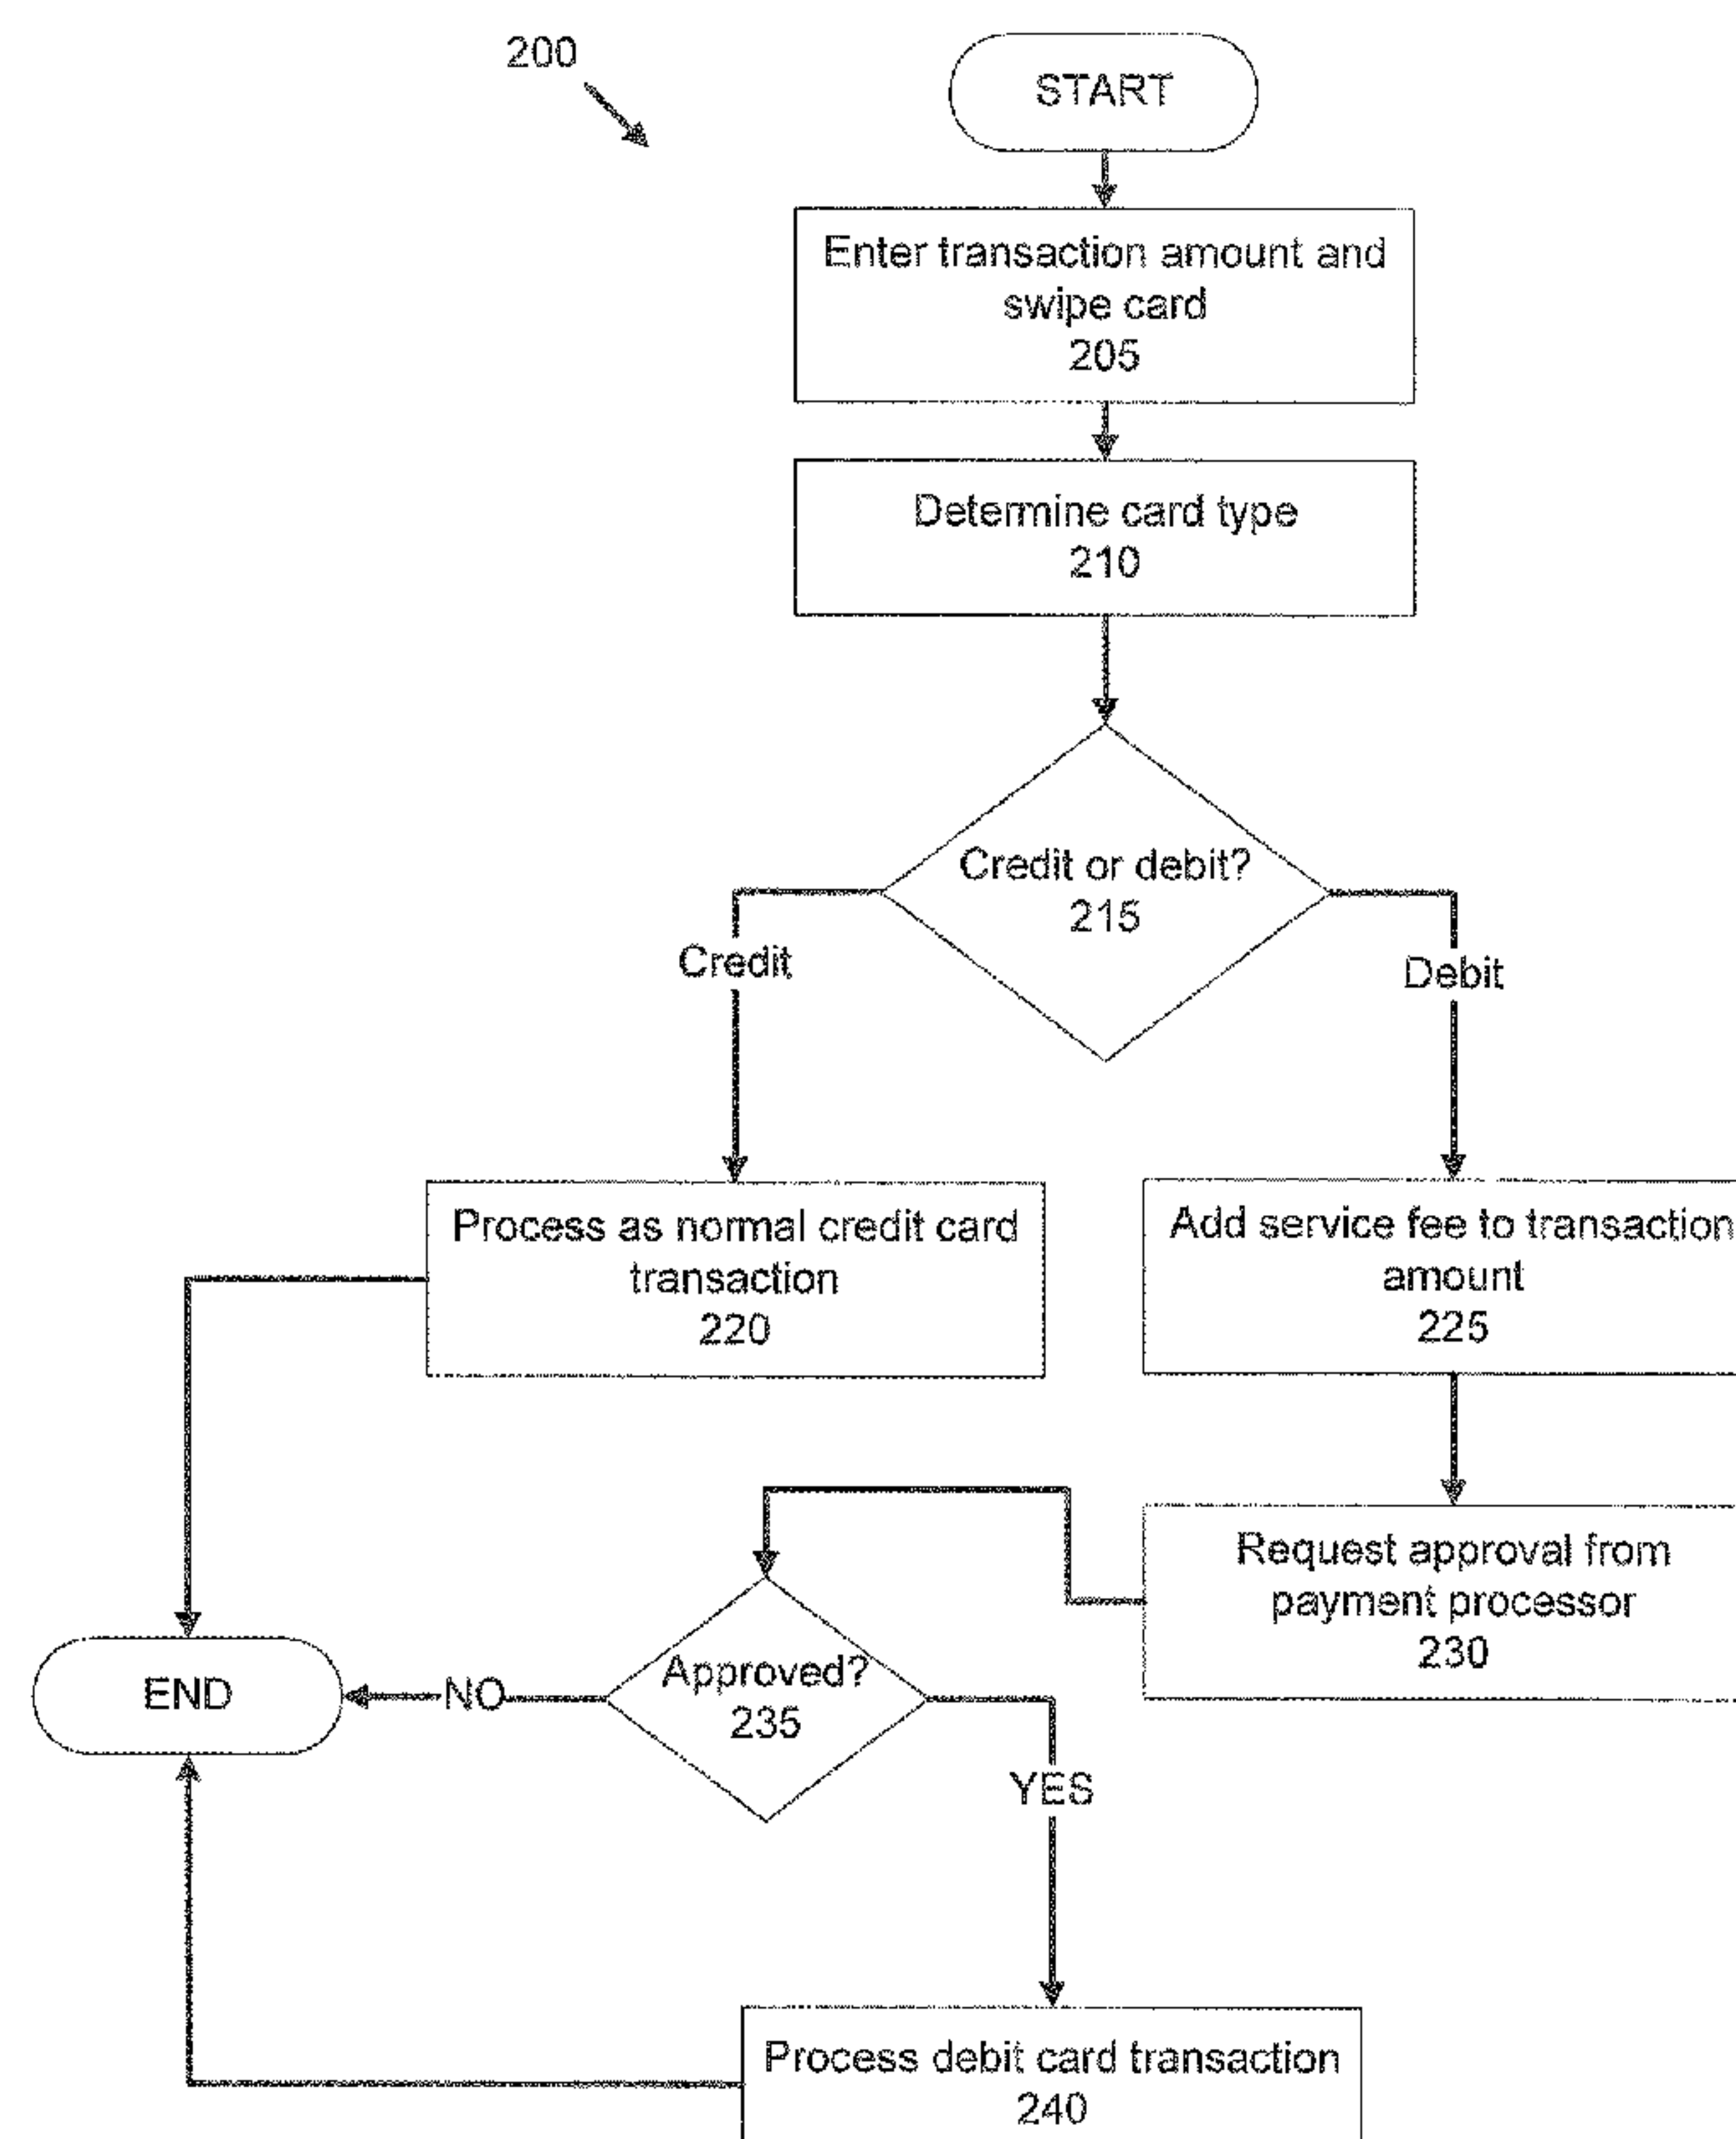 200
START
Enter transaction amount and
swipe card
205
Determine card type
210
Credit or debit?
215
Credit
Debit
Process as normal credit card
transaction
220
Add service fee to transaction
amount
225
Request approval from
payment processor
230
Approved?
235
END
NO
YES
Process debit card transaction
240